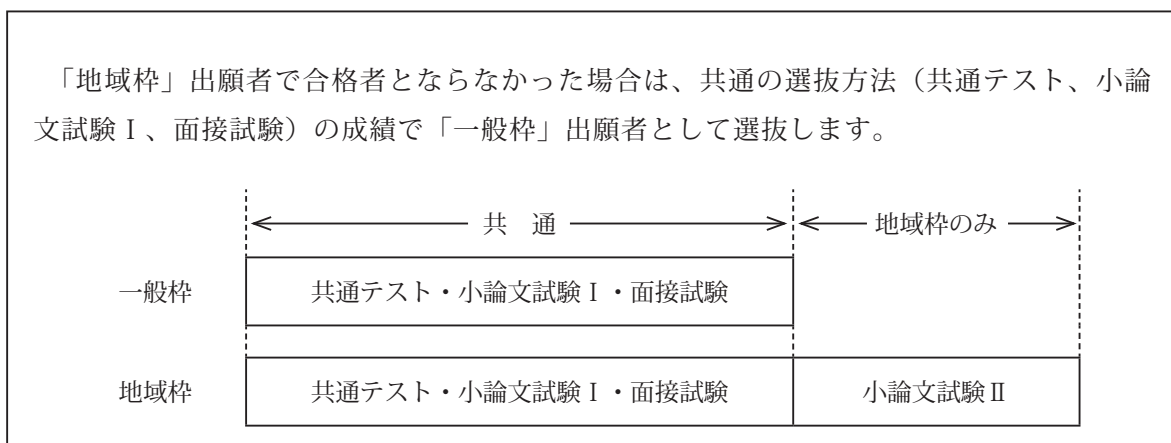 「地域枠」出願者で合格者とならなかった場合は、共通の選抜方法（共通テスト、小論
文試験Ⅰ、面接試験）の成績で「一般枠」出願者として選抜します。
共　通
地域枠のみ
一般枠
共通テスト・小論文試験Ⅰ・面接試験
地域枠
共通テスト・小論文試験Ⅰ・面接試験
小論文試験Ⅱ